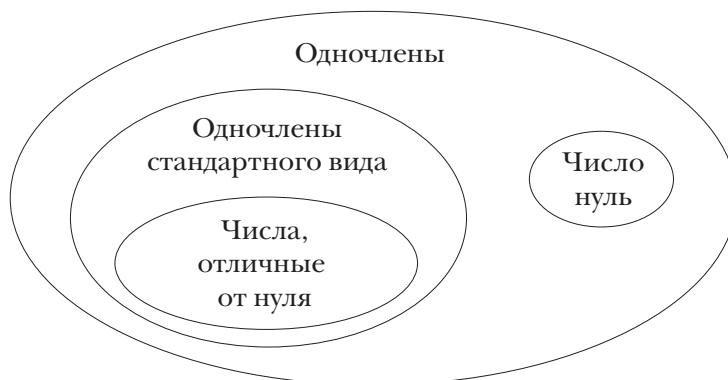 Одночлены
Одночлены
стандартного вида
Число
нуль
Числа,
отличные
от нуля